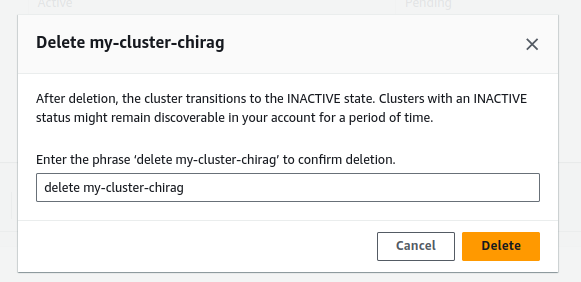 Active Pending
Delete my-cluster-chirag
After deletion, the cluster transitions to the INACTIVE state. Clusters with an INACTIVE
status might remain discoverable in your account for a period of time.
Enter the phrase ‘delete my-cluster-chirag’ to confirm deletion.
delete my-cluster-chirag
Cancel Delete